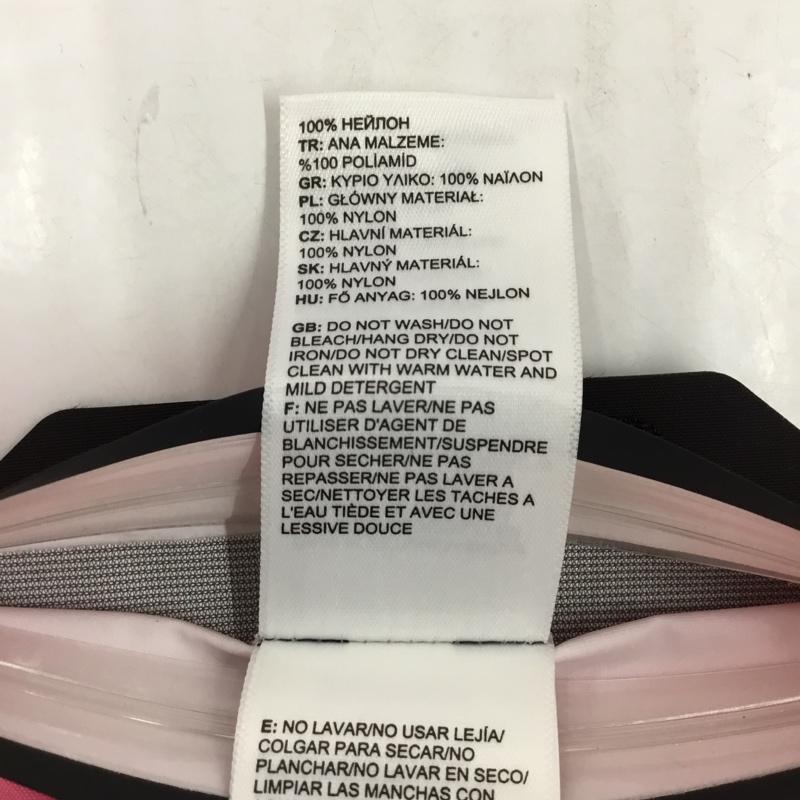 100% НЕЙЛОН
TR: ANA MALZEME:
%100 POLİAMİD
GR: ΚΥΡΙΟ ΥΛΙΚΟ: 100% ΝΑΪΛΟΝ
PL: GŁÓWNY MATERIAŁ:
100% NYLON
CZ: HLAVNÍ MATERIÁL:
100% NYLON
SK: HLAVNÝ MATERIÁL:
100% NYLON
HU: FŐ ANYAG: 100% NEJLON
GB: DO NOT WASH/DO NOT
BLEACH/HANG DRY/DO NOT
IRON/DO NOT DRY CLEAN/SPOT
CLEAN WITH WARM WATER AND
MILD DETERGENT
F: NE PAS LAVER/NE PAS
UTILISER D'AGENT DE
BLANCHISSEMENT/SUSPENDRE
POUR SECHER/NE PAS
REPASSER/NE PAS LAVER A
SEC/NETTOYER LES TACHES A
L'EAU TIÈDE ET AVEC UNE
LESSIVE DOUCE
E: NO LAVAR/NO USAR LEJÍA/
COLGAR PARA SECAR/NO
PLANCHAR/NO LAVAR EN SECO/
LIMPIAR LAS MANCHAS CON